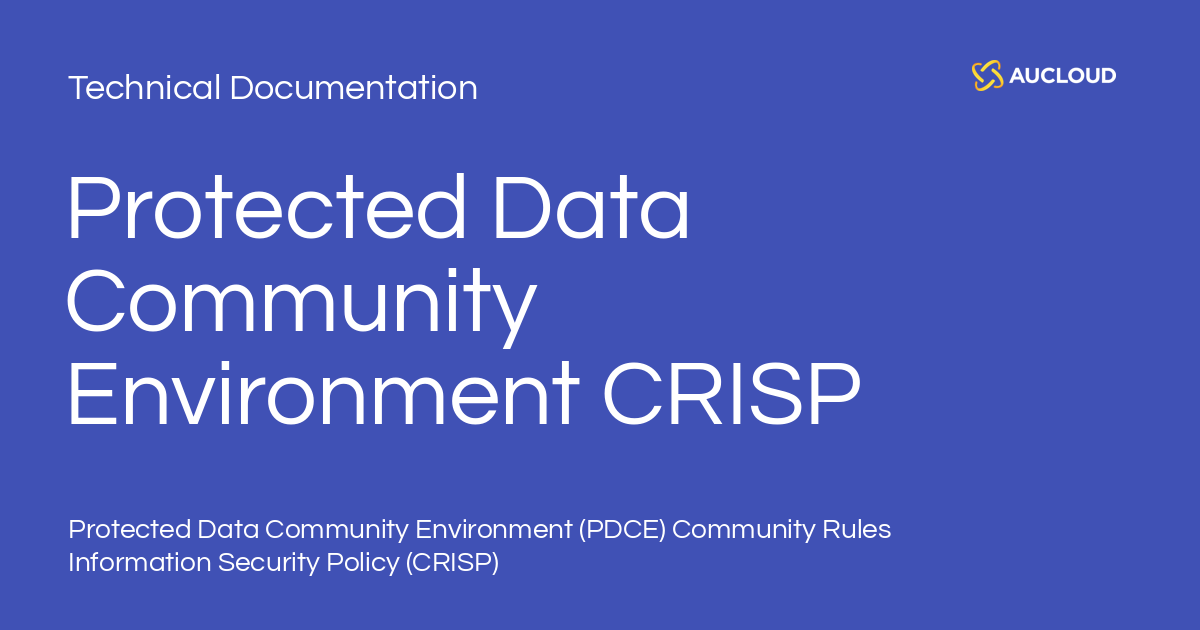 Technical Documentation
AUCLOUD
Protected Data
Community
Environment CRISP
Protected Data Community Environment (PDCE) Community Rules
Information Security Policy (CRISP)